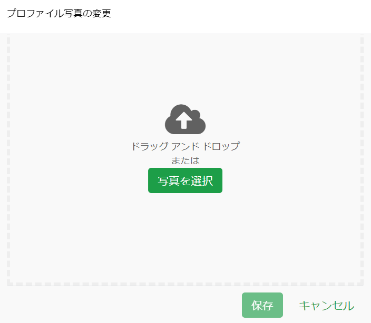 プロファイル写真の変更
ドラッグ アンド ドロップ
または
写真を選択
保存 キャンセル